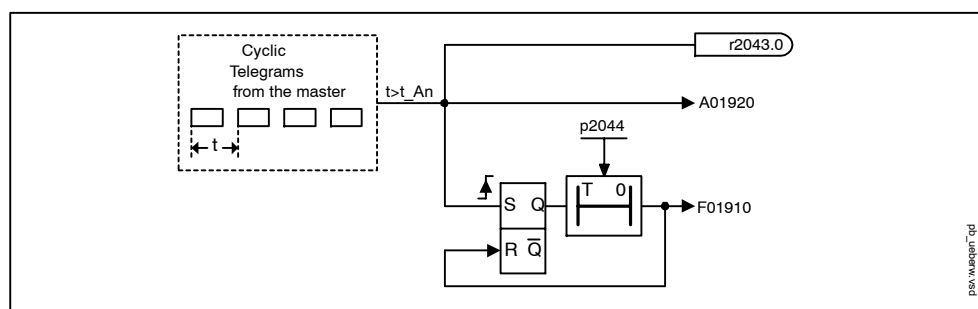 Cyclic
Telegrams
from the master
t
t>t_An
r2043.0
A01920
p2044
S Q
T 0
F01910
R Q̅
pb_ueberw.vsd